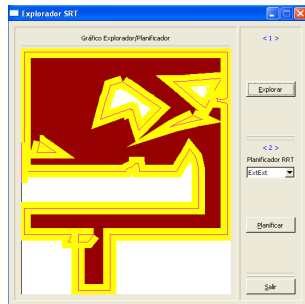 Explorador SRT
Gráfico Explorador/Planificador
< 1 >
Explorar
< 2 >
Planificador RRT
ExtExt
Planificar
Salir